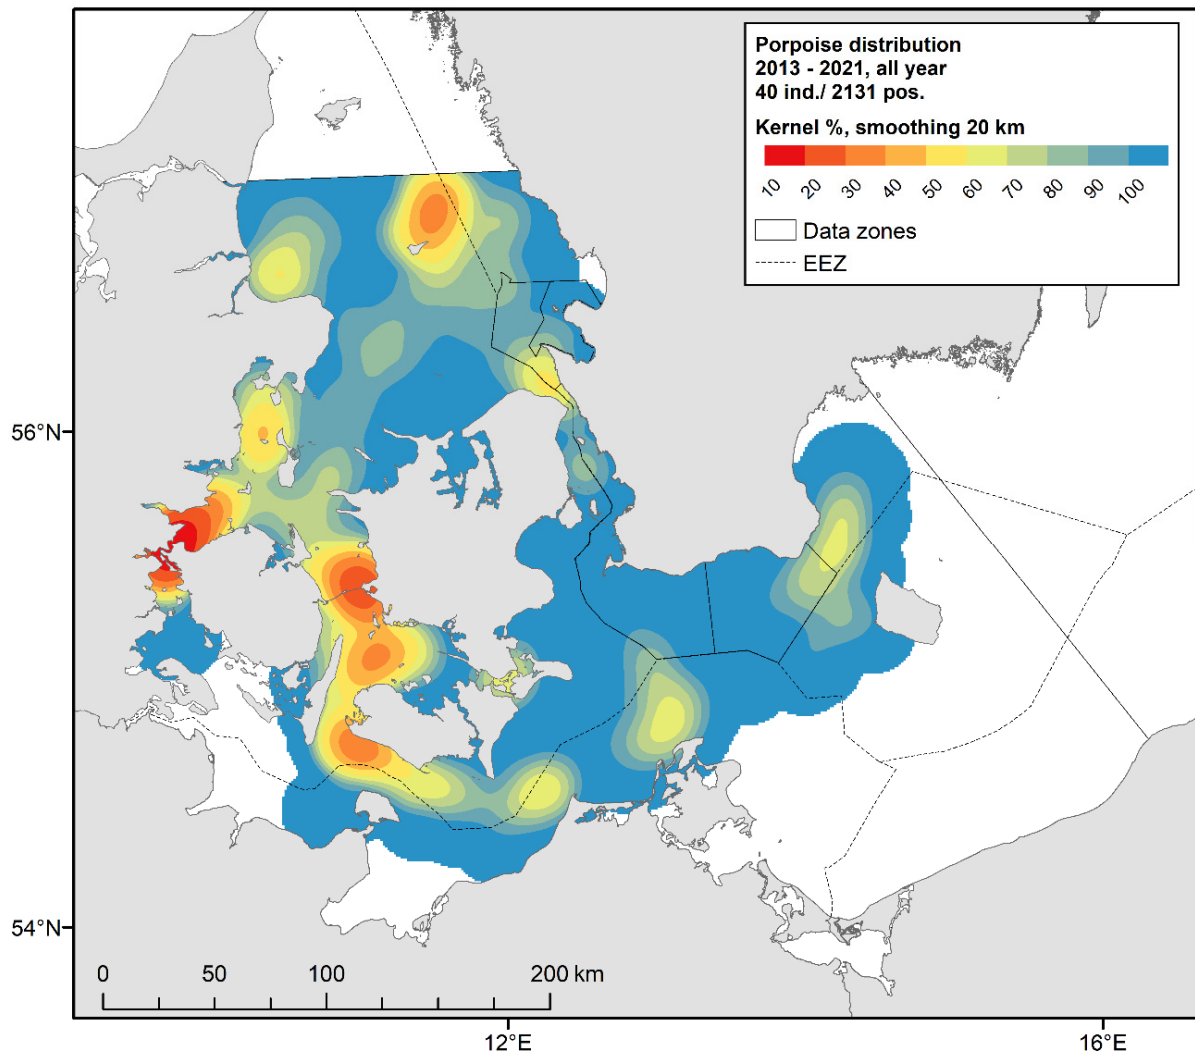 Porpoise distribution
2013 - 2021, all year
40 ind./ 2131 pos.
Kernel %, smoothing 20 km
10 20 30 40 50 60 70 80 90 100
Data zones
EEZ
56°N
54°N
0 50 100 200 km
12°E 16°E